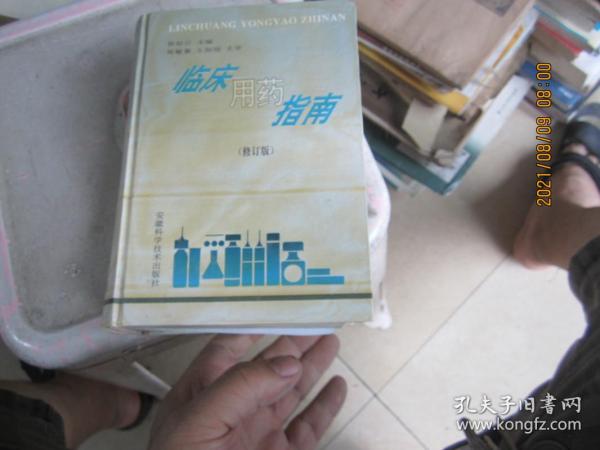 LINCHUANG YONGYAO ZHINAN
临床用药指南
(修订版)
安徽科学技术出版社
2021/08/09 08:00
孔夫子旧书网
www.kongfz.com